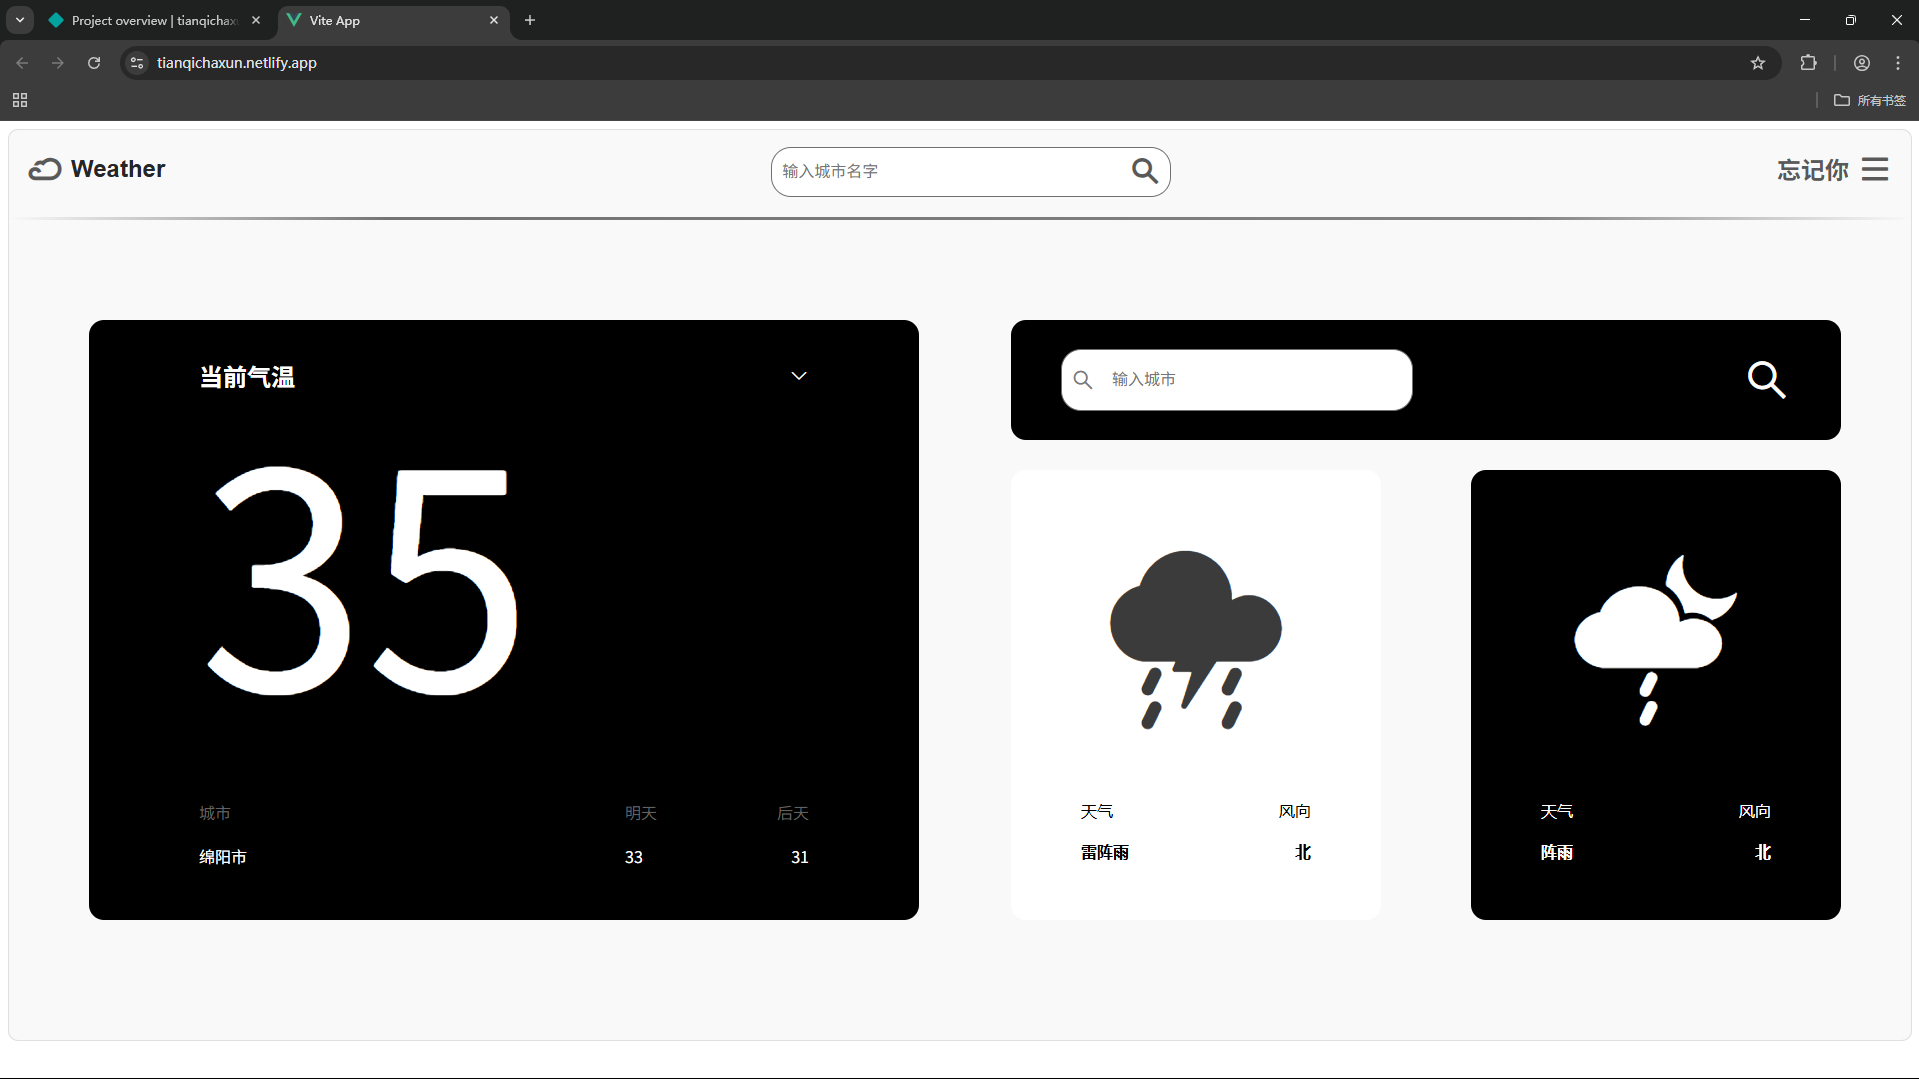 Project overview | tianqichax
Vite App
tianqichaxun.netlify.app
所有书签
Weather
输入城市名字
忘记你
当前气温
35
城市
明天
后天
绵阳市
33
31
输入城市
天气
风向
雷阵雨
北
天气
风向
阵雨
北